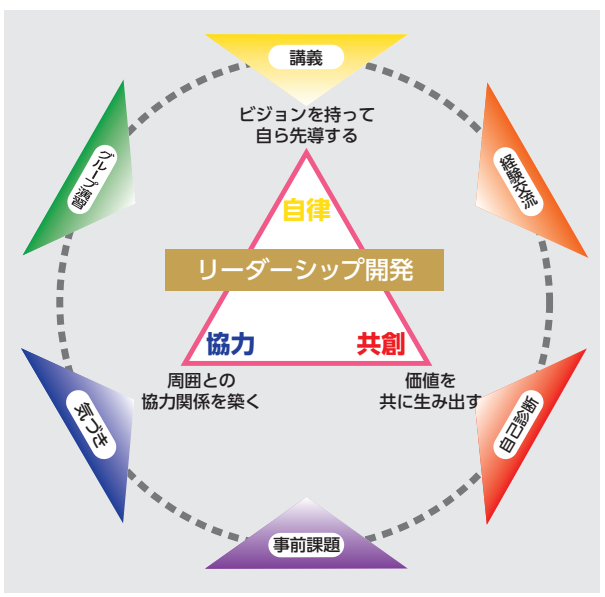 講義
ビジョンを持って
自ら先導する
グループ演習
経験交流
自律
リーダーシップ開発
協力
共創
周囲との
協力関係を築く
価値を
共に生み出す
気づき
自己診断
事前課題